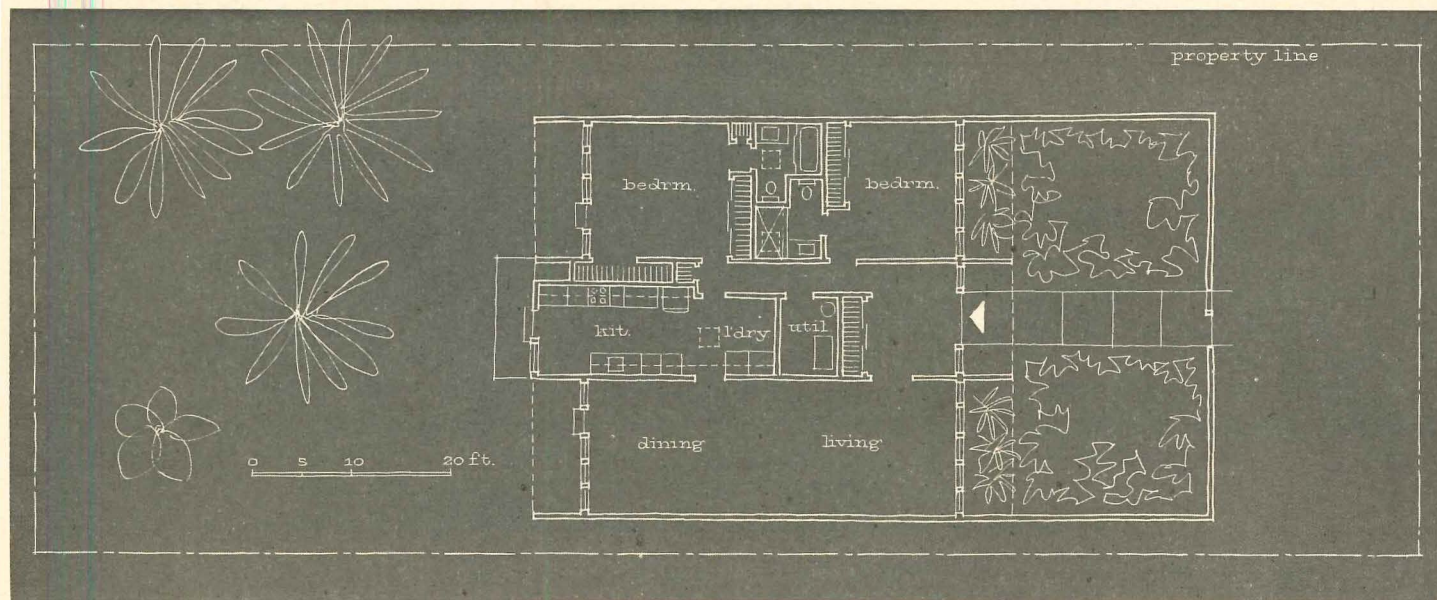 property line
bedrm.
bedrm.
kit.
l'dry
util
dining
living
0 5 10 20 ft.